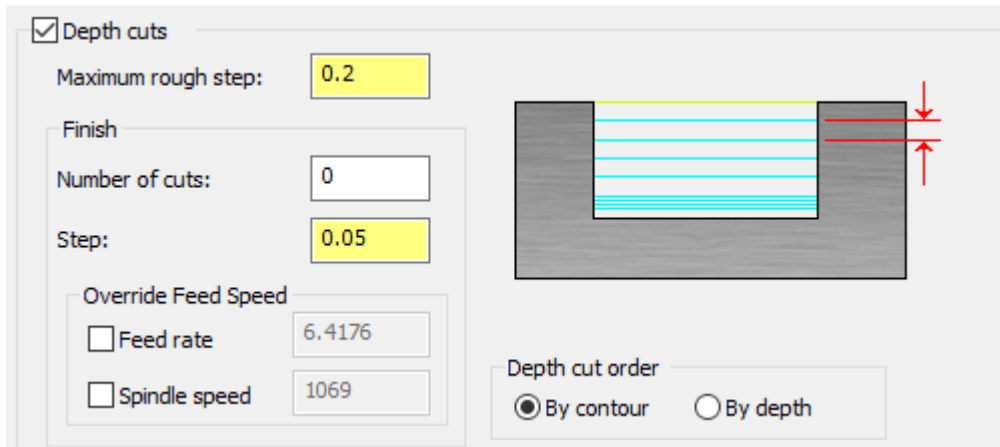 Depth cuts
Maximum rough step: 0.2
Finish
Number of cuts: 0
Step: 0.05
Override Feed Speed
Feed rate 6.4176
Spindle speed 1069
Depth cut order
By contour By depth